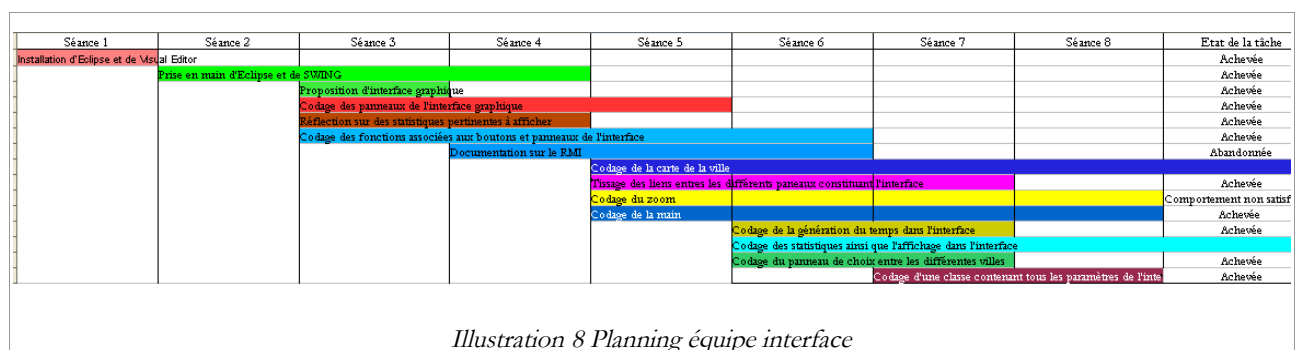 Séance 1 Séance 2 Séance 3 Séance 4 Séance 5 Séance 6 Séance 7 Séance 8 Etat de la tâche
Installation d'Eclipse et de Visual Editor Achevée
Prise en main d'Eclipse et de SWING Achevée
Proposition d'interface graphique Achevée
Codage des panneaux de l'interface graphique Achevée
Réflection sur des statistiques pertinentes à afficher Achevée
Codage des fonctions associées aux boutons et panneaux de l'interface Achevée
Documentation sur le RMI Abandonnée
Codage de la carte de la ville
Tissage des liens entres les différents paneaux constituant l'interface Achevée
Codage du zoom Comportement non satisf
Codage de la main Achevée
Codage de la génération du temps dans l'interface Achevée
Codage des statistiques ainsi que l'affichage dans l'interface
Codage du panneau de choix entre les différentes villes Achevée
Codage d'une classe contenant tous les paramètres de l'inte Achevée
Illustration 8 Planning équipe interface